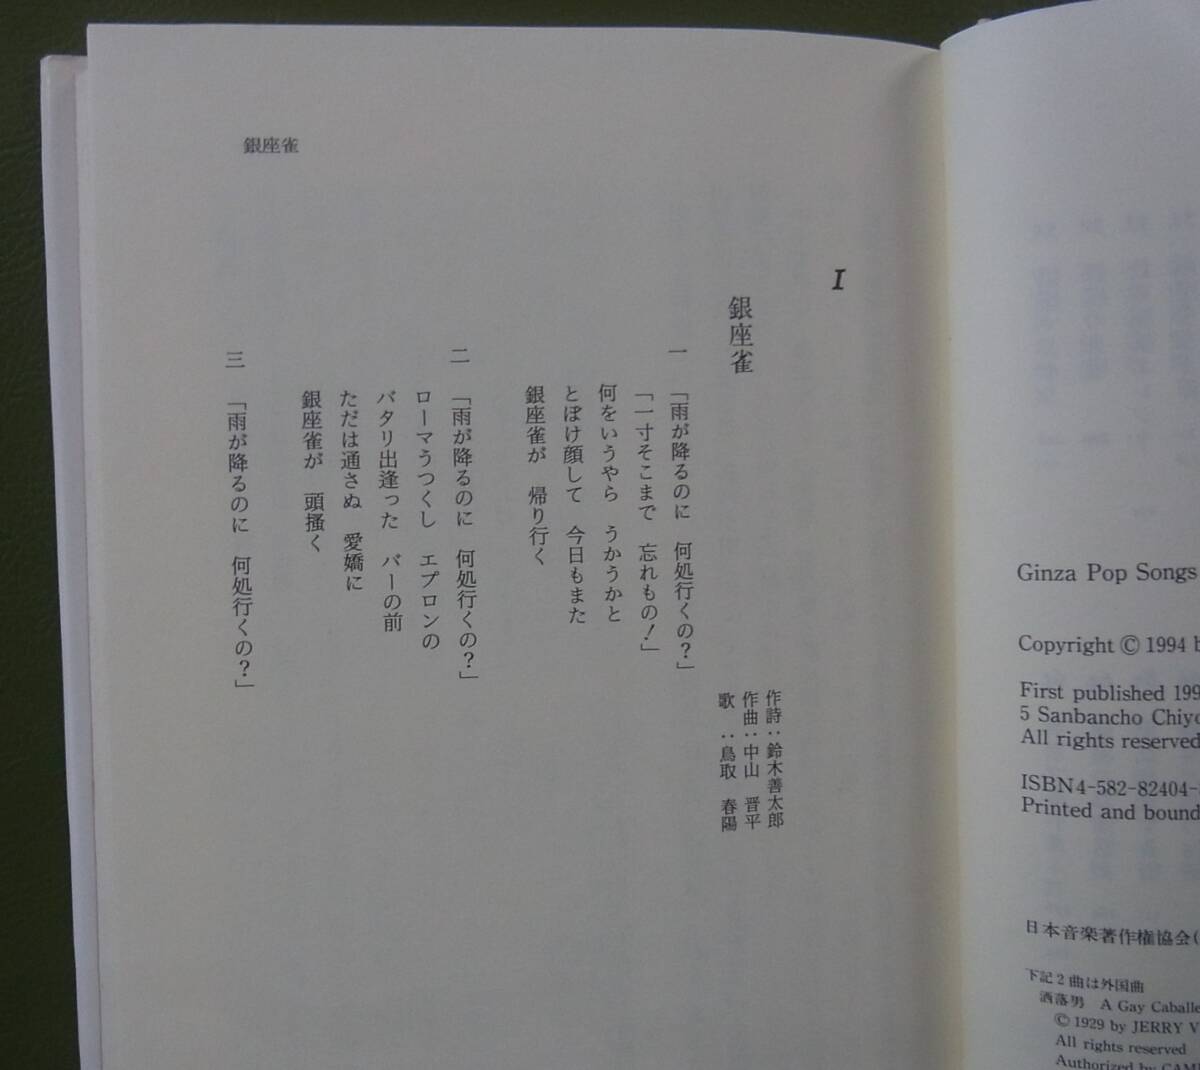 Ginza Pop Songs
Copyright © 1994
First published
5 Sanbancho
All rights reserved
ISBN4-582-82404-
Printed and bound
日本音楽著作権協会(
下記2曲は外国曲
洒落男 A Gay
© 1929 by JERRY
All rights reserved
Authorized by
銀座雀
I
銀座雀
作詩：鈴木善太郎
作曲：中山　晋平
歌　：鳥取　春陽
一　「雨が降るのに　何処行くの？」
「一寸そこまで　忘れもの！」
何をいうやら　うかうかと
とぼけ顔して　今日もまた
銀座雀が　帰り行く
二　「雨が降るのに　何処行くの？」
ローマうつくし　エプロンの
バタリ出逢った　バーの前
ただは通さぬ　愛嬌に
銀座雀が　頭掻く
三　「雨が降るのに　何処行くの？」